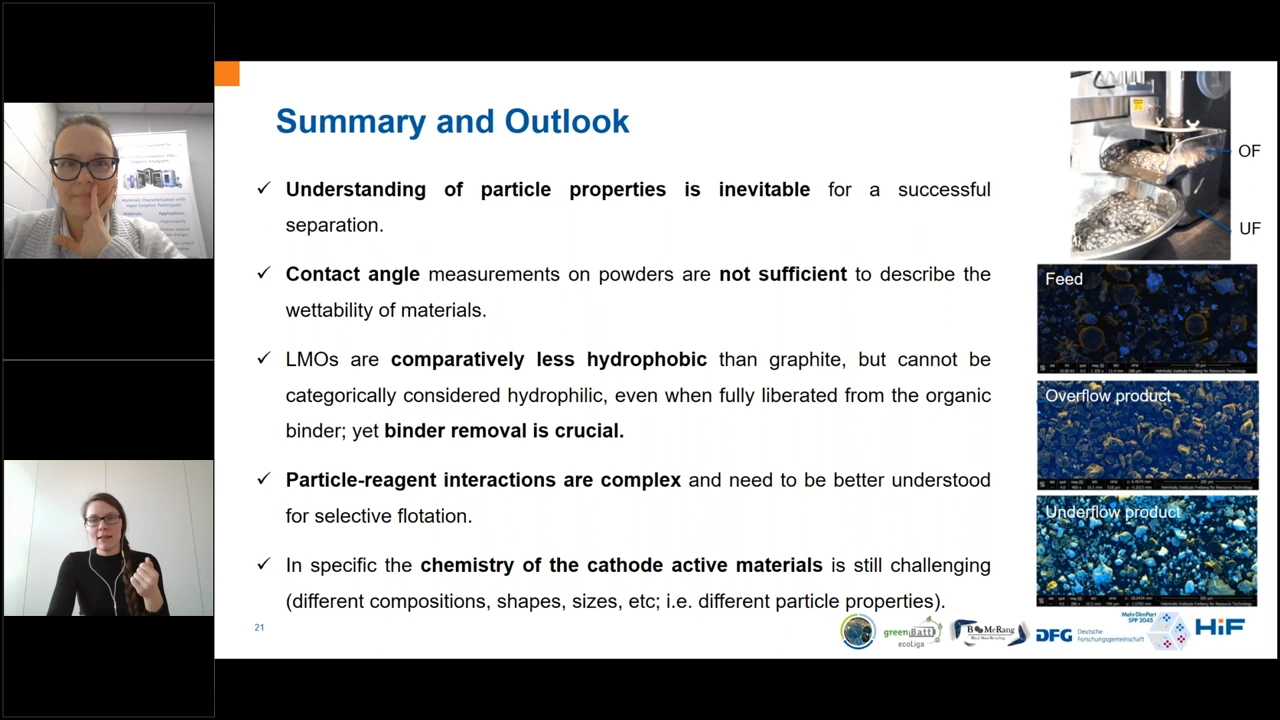 Summary and Outlook
✓ Understanding of particle properties is inevitable for a successful
separation.
✓ Contact angle measurements on powders are not sufficient to describe the
wettability of materials.
✓ LMOs are comparatively less hydrophobic than graphite, but cannot be
categorically considered hydrophilic, even when fully liberated from the organic
binder; yet binder removal is crucial.
✓ Particle-reagent interactions are complex and need to be better understood
for selective flotation.
✓ In specific the chemistry of the cathode active materials is still challenging
(different compositions, shapes, sizes, etc; i.e. different particle properties).
OF
UF
Feed
Overflow product
Underflow product
21
greenBatt
ecoLiga
DFG Deutsche
Forschungsgemeinschaft
MehrDimPart
SPP 2045
HiF